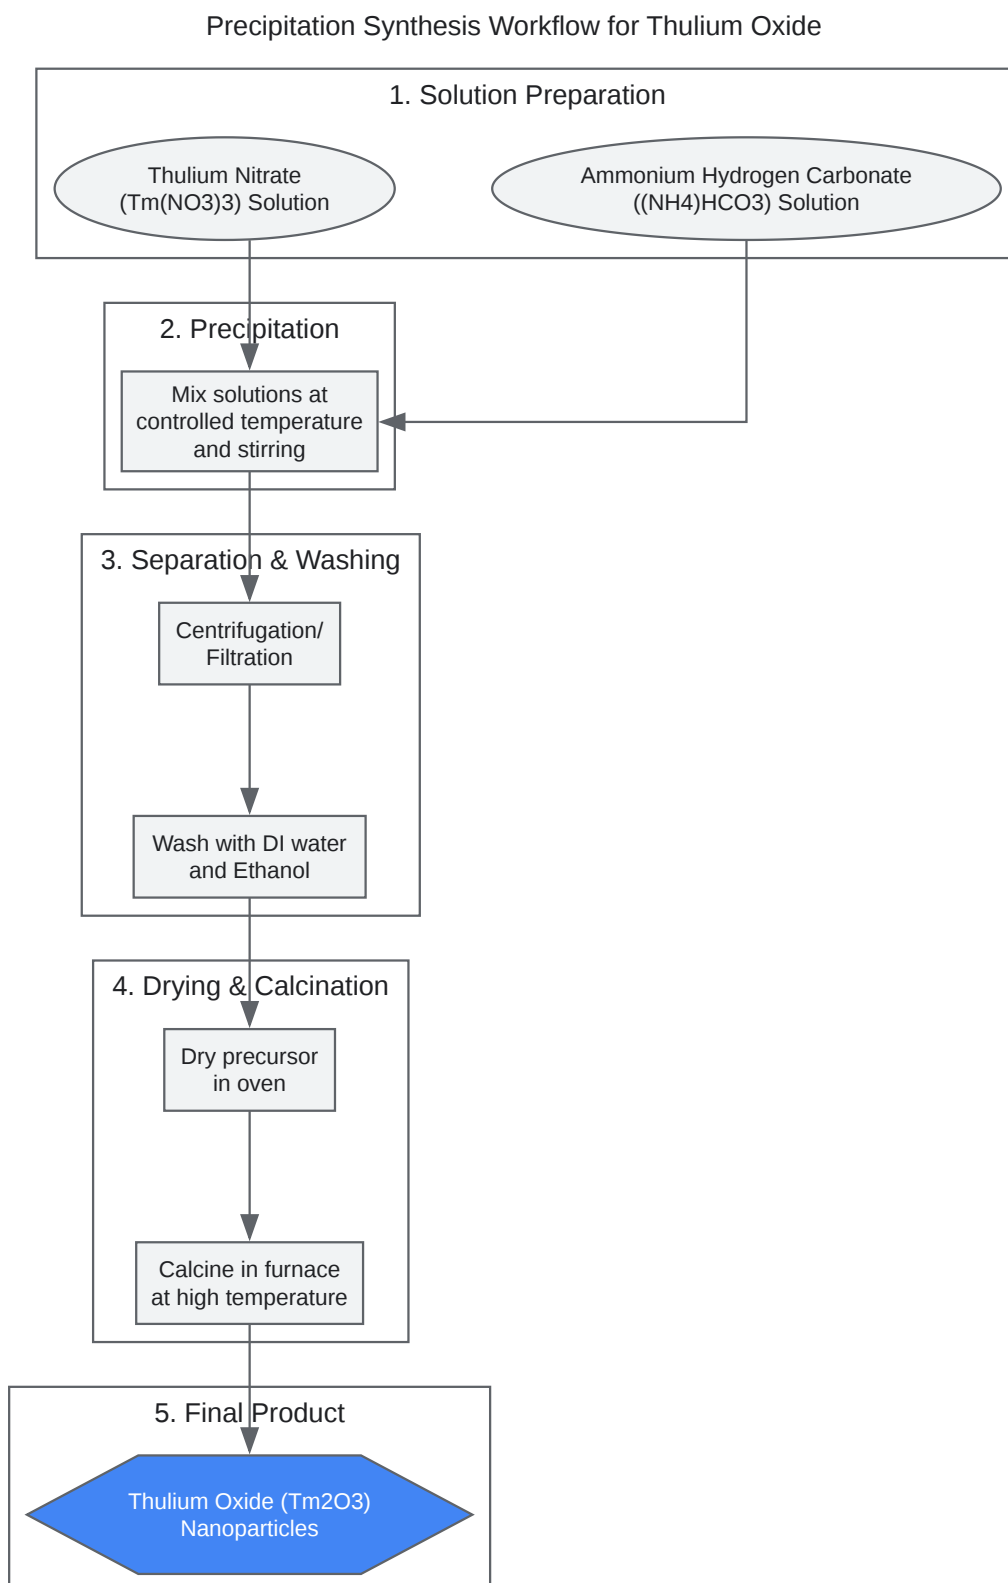 Precipitation Synthesis Workflow for Thulium Oxide
1. Solution Preparation
Thulium Nitrate
(Tm(NO3)3) Solution
Ammonium Hydrogen Carbonate
((NH4)HCO3) Solution
2. Precipitation
Mix solutions at
controlled temperature
and stirring
3. Separation & Washing
Centrifugation/
Filtration
Wash with DI water
and Ethanol
4. Drying & Calcination
Dry precursor
in oven
Calcine in furnace
at high temperature
5. Final Product
Thulium Oxide (Tm2O3)
Nanoparticles